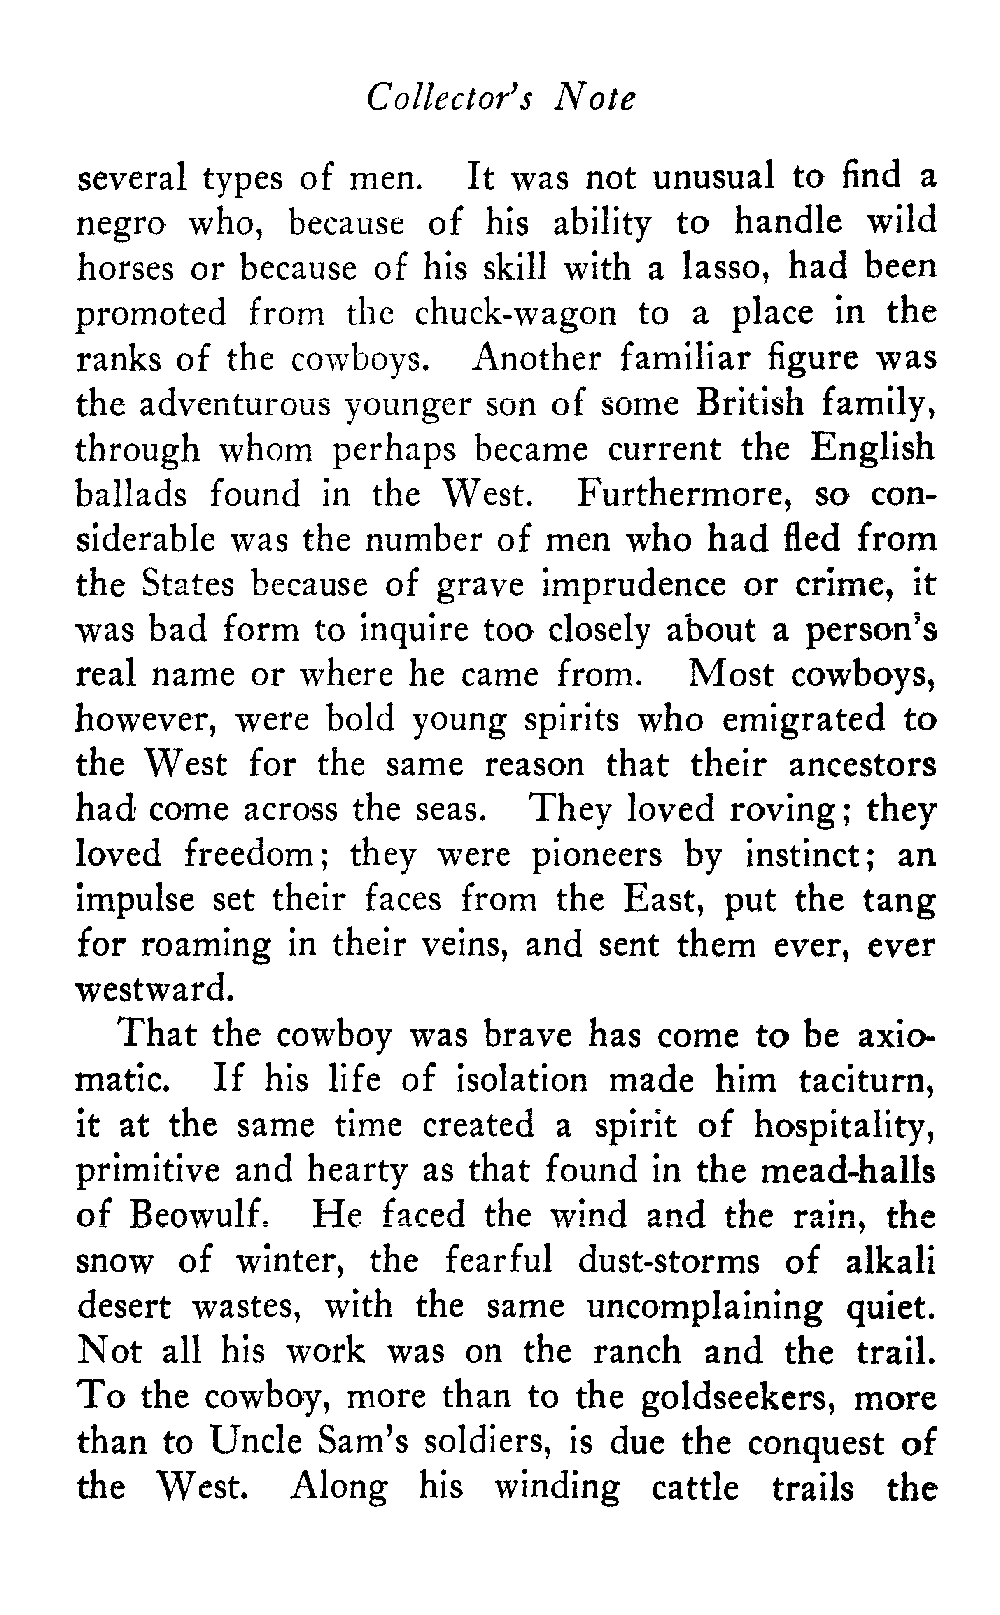 Collector's Note
several types of men. It was not unusual to find a
negro who, because of his ability to handle wild
horses or because of his skill with a lasso, had been
promoted from the chuck-wagon to a place in the
ranks of the cowboys. Another familiar figure was
the adventurous younger son of some British family,
through whom perhaps became current the English
ballads found in the West. Furthermore, so con-
siderable was the number of men who had fled from
the States because of grave imprudence or crime, it
was bad form to inquire too closely about a person's
real name or where he came from. Most cowboys,
however, were bold young spirits who emigrated to
the West for the same reason that their ancestors
had come across the seas. They loved roving; they
loved freedom; they were pioneers by instinct; an
impulse set their faces from the East, put the tang
for roaming in their veins, and sent them ever, ever
westward.
That the cowboy was brave has come to be axio-
matic. If his life of isolation made him taciturn,
it at the same time created a spirit of hospitality,
primitive and hearty as that found in the mead-halls
of Beowulf. He faced the wind and the rain, the
snow of winter, the fearful dust-storms of alkali
desert wastes, with the same uncomplaining quiet.
Not all his work was on the ranch and the trail.
To the cowboy, more than to the goldseekers, more
than to Uncle Sam's soldiers, is due the conquest of
the West. Along his winding cattle trails the